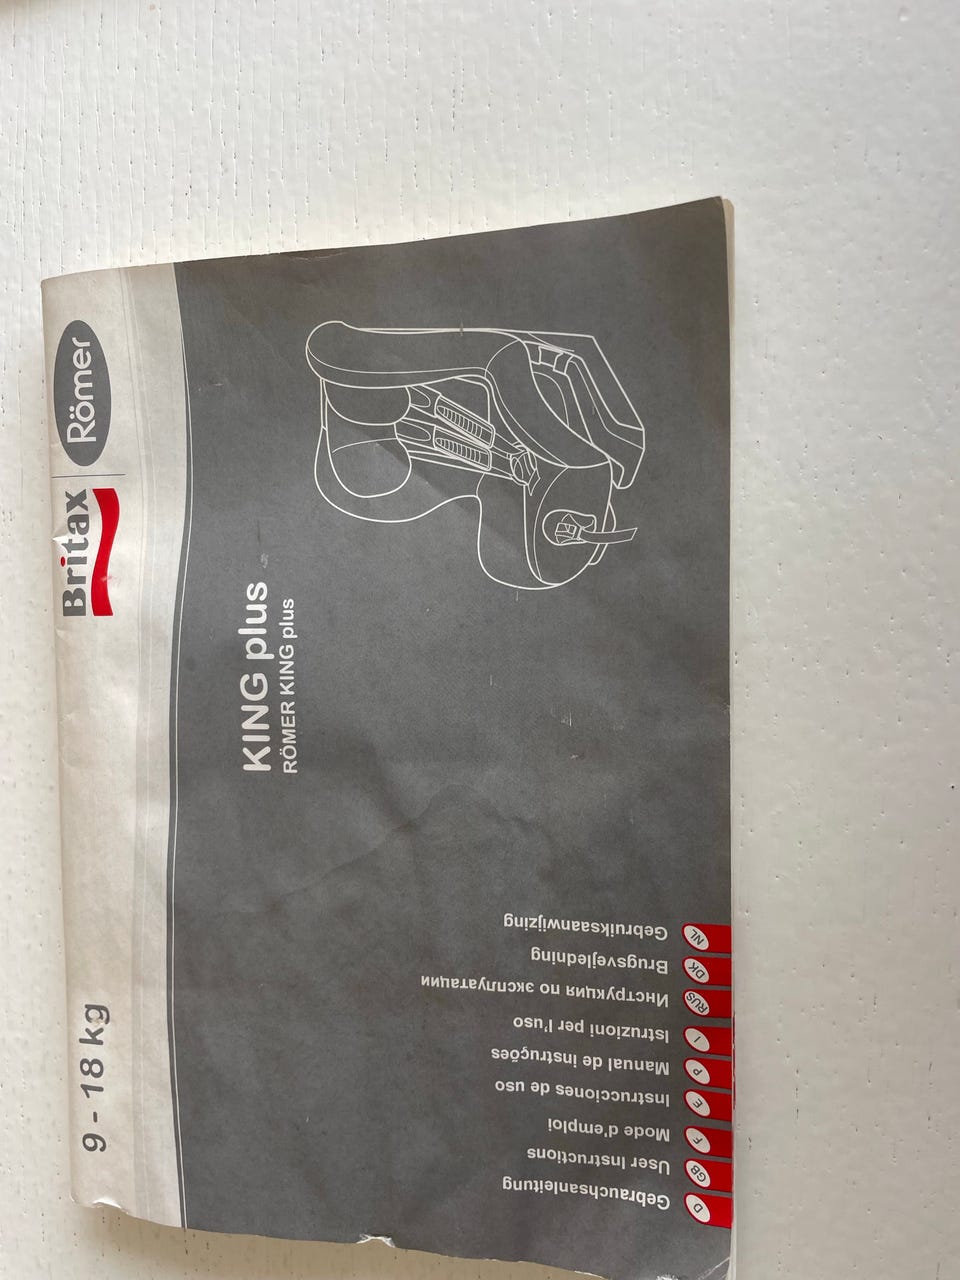 9 - 18 kg
Britax Römer
KING plus
RÖMER KING plus
D Gebrauchsanleitung
GB User Instructions
F Mode d'emploi
E Instrucciones de uso
P Manual de instruções
I Istruzioni per l'uso
RUS Инструкция по эксплуатации
DK Brugsvejledning
NL Gebruiksaanwijzing